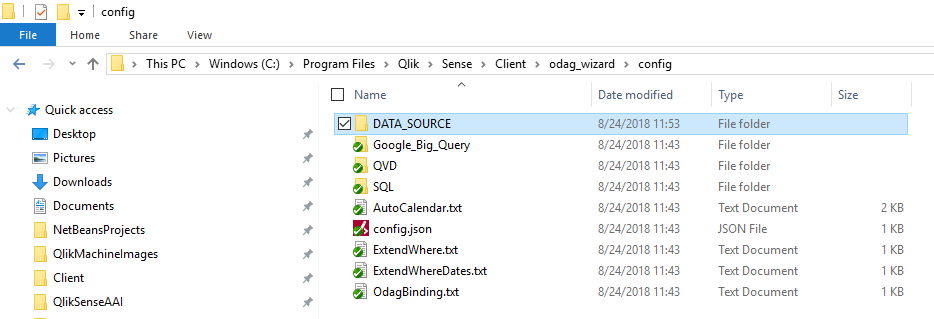 config
File Home Share View
This PC Windows (C:) Program Files Qlik Sense Client odag_wizard config
Quick access
Desktop
Pictures
Downloads
Documents
NetBeansProjects
QlikMachineImages
Client
QlikSenseAAI
Name Date modified Type Size
DATA_SOURCE 8/24/2018 11:53 File folder
Google_Big_Query 8/24/2018 11:43 File folder
QVD 8/24/2018 11:43 File folder
SQL 8/24/2018 11:43 File folder
AutoCalendar.txt 8/24/2018 11:43 Text Document 2 KB
config.json 8/24/2018 11:43 JSON File 1 KB
ExtendWhere.txt 8/24/2018 11:43 Text Document 1 KB
ExtendWhereDates.txt 8/24/2018 11:43 Text Document 1 KB
OdagBinding.txt 8/24/2018 11:43 Text Document 1 KB